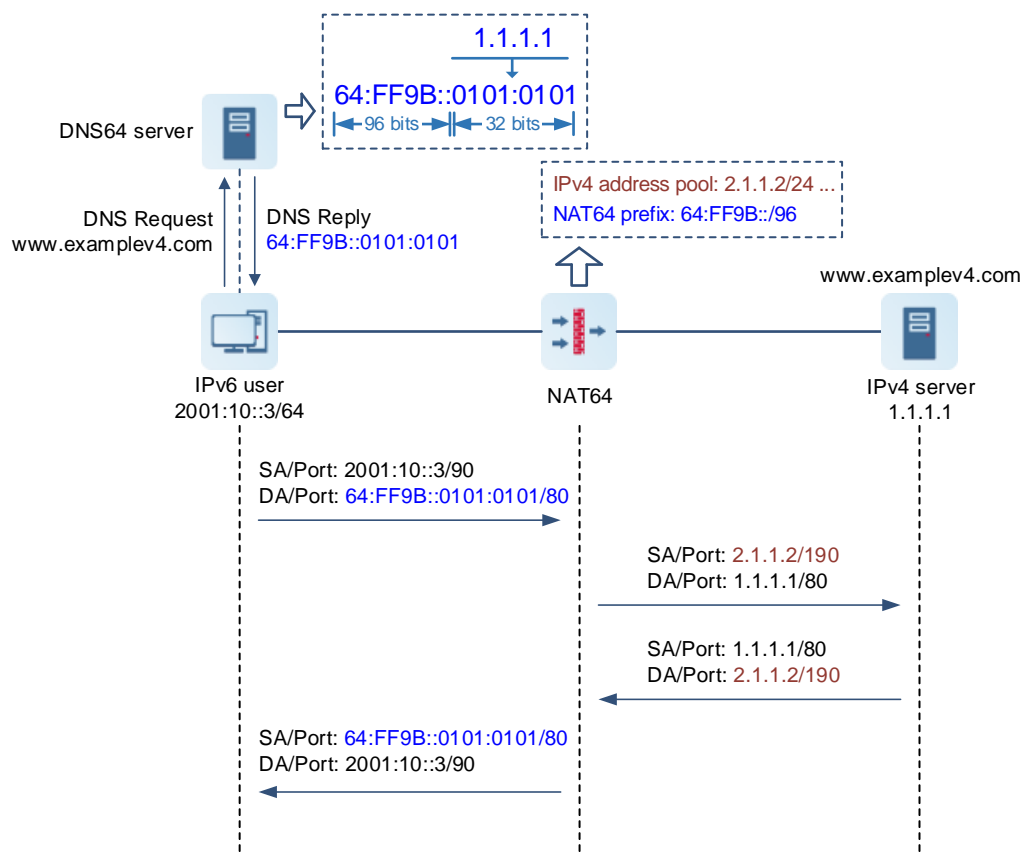 1.1.1.1
64:FF9B::0101:0101
96 bits
32 bits
DNS64 server
IPv4 address pool: 2.1.1.2/24 ...
NAT64 prefix: 64:FF9B::/96
DNS Request
www.examplev4.com
DNS Reply
64:FF9B::0101:0101
www.examplev4.com
IPv6 user
2001:10::3/64
NAT64
IPv4 server
1.1.1.1
SA/Port: 2001:10::3/90
DA/Port: 64:FF9B::0101:0101/80
SA/Port: 2.1.1.2/190
DA/Port: 1.1.1.1/80
SA/Port: 1.1.1.1/80
DA/Port: 2.1.1.2/190
SA/Port: 64:FF9B::0101:0101/80
DA/Port: 2001:10::3/90